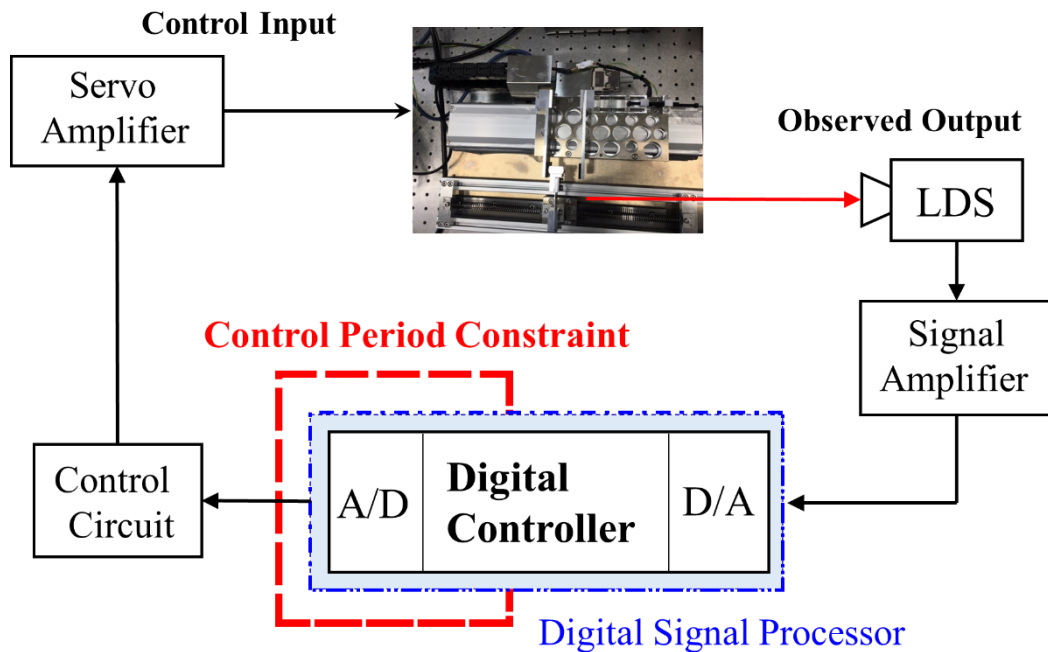 Control Input
Servo
Amplifier
Observed Output
LDS
Signal
Amplifier
Control Period Constraint
Control
Circuit
A/D
Digital
Controller
D/A
Digital Signal Processor